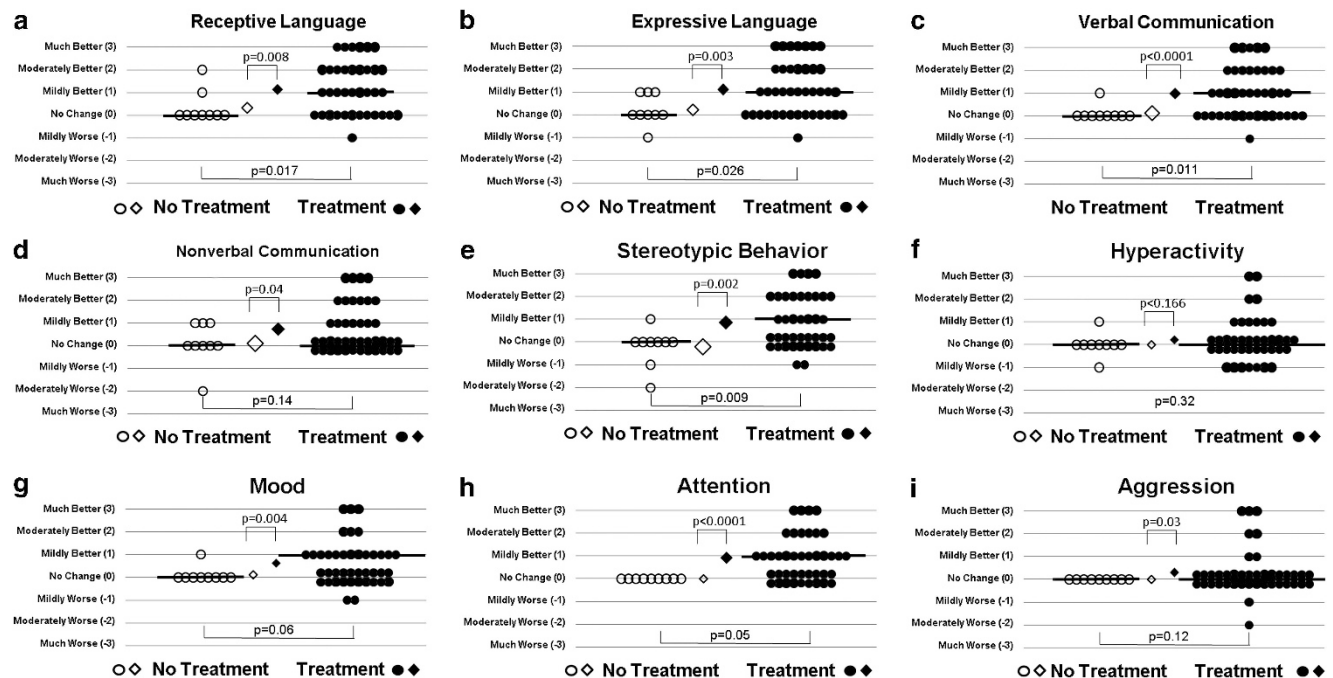 a Receptive Language
Much Better (3)
Moderately Better (2)
Mildly Better (1)
No Change (0)
Mildly Worse (-1)
Moderately Worse (-2)
Much Worse (-3)
p=0.008
p=0.017
No Treatment Treatment
b Expressive Language
Much Better (3)
Moderately Better (2)
Mildly Better (1)
No Change (0)
Mildly Worse (-1)
Moderately Worse (-2)
Much Worse (-3)
p=0.003
p=0.026
No Treatment Treatment
c Verbal Communication
Much Better (3)
Moderately Better (2)
Mildly Better (1)
No Change (0)
Mildly Worse (-1)
Moderately Worse (-2)
Much Worse (-3)
p<0.0001
p=0.011
No Treatment Treatment
d Nonverbal Communication
Much Better (3)
Moderately Better (2)
Mildly Better (1)
No Change (0)
Mildly Worse (-1)
Moderately Worse (-2)
Much Worse (-3)
p=0.04
p=0.14
No Treatment Treatment
e Stereotypic Behavior
Much Better (3)
Moderately Better (2)
Mildly Better (1)
No Change (0)
Mildly Worse (-1)
Moderately Worse (-2)
Much Worse (-3)
p=0.002
p=0.009
No Treatment Treatment
f Hyperactivity
Much Better (3)
Moderately Better (2)
Mildly Better (1)
No Change (0)
Mildly Worse (-1)
Moderately Worse (-2)
Much Worse (-3)
p<0.166
p=0.32
No Treatment Treatment
g Mood
Much Better (3)
Moderately Better (2)
Mildly Better (1)
No Change (0)
Mildly Worse (-1)
Moderately Worse (-2)
Much Worse (-3)
p=0.004
p=0.06
No Treatment Treatment
h Attention
Much Better (3)
Moderately Better (2)
Mildly Better (1)
No Change (0)
Mildly Worse (-1)
Moderately Worse (-2)
Much Worse (-3)
p<0.0001
p=0.05
No Treatment Treatment
i Aggression
Much Better (3)
Moderately Better (2)
Mildly Better (1)
No Change (0)
Mildly Worse (-1)
Moderately Worse (-2)
Much Worse (-3)
p=0.03
p=0.12
No Treatment Treatment